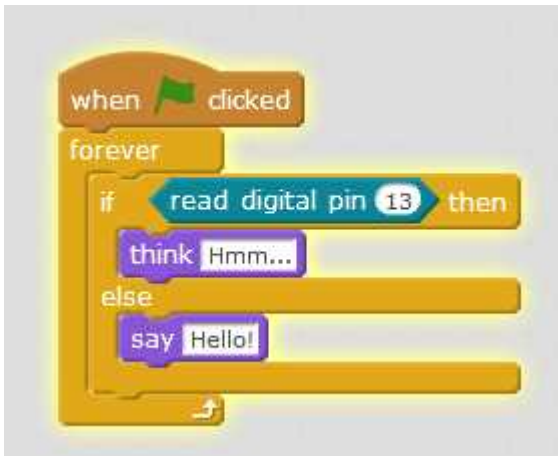 when clicked
forever
if read digital pin 13 then
think Hmm...
else
say Hello!